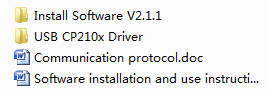 Install Software V2.1.1
USB CP210x Driver
Communication protocol.doc
Software installation and use instructi...